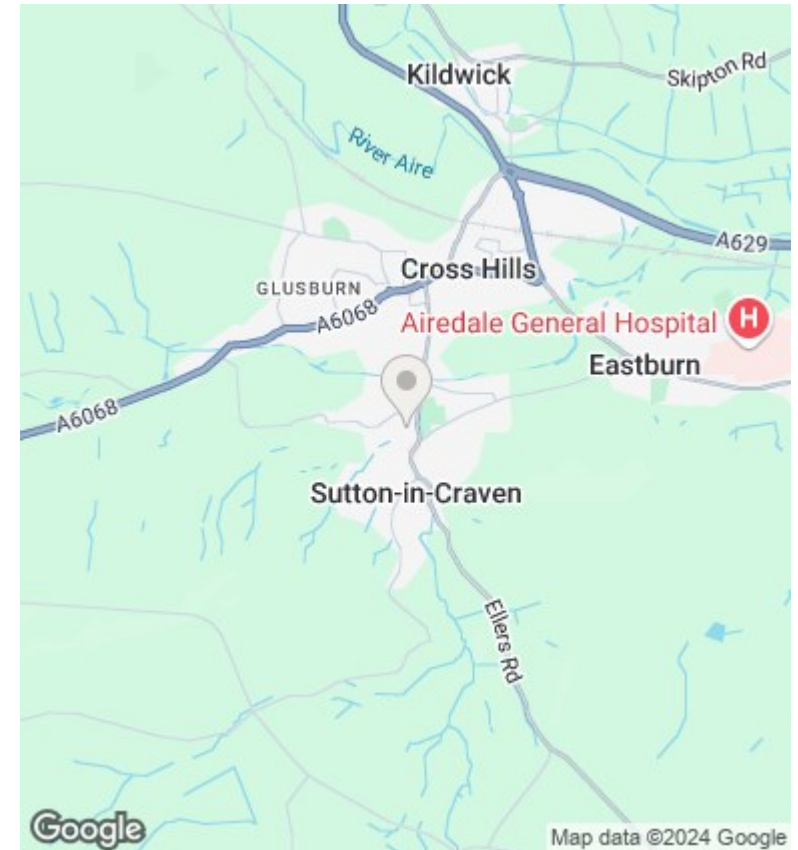 Kildwick
Skipton Rd
River Aire
A629
Cross Hills
GLUSBURN
A6068
Airedale General Hospital
H
Eastburn
A6068
Sutton-in-Craven
Ellers Rd
Google
Map data ©2024 Google